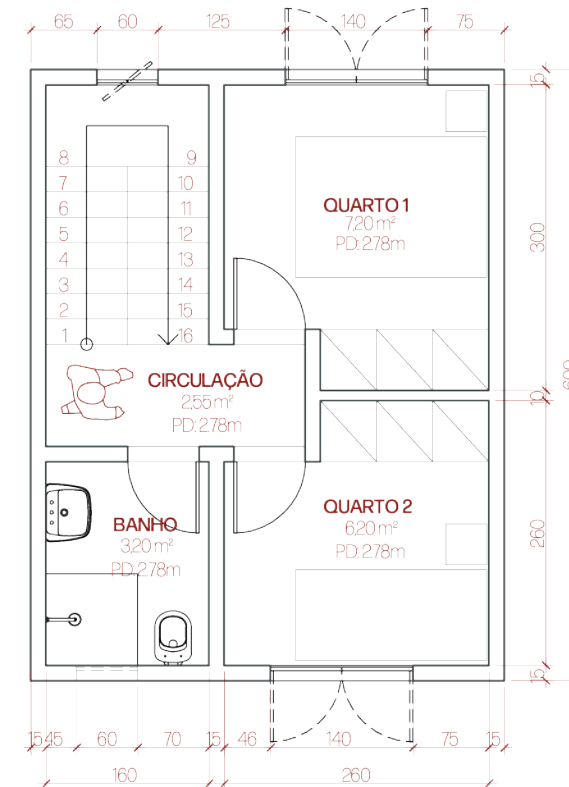 65 60 125 140 75
15
8 9
7 10
6 11
5 12
4 13
3 14
2 15
1 16
QUARTO 1
7,20 m²
PD: 2.78m
300
CIRCULAÇÃO
2,55 m²
PD: 2.78m
600
10
QUARTO 2
6,20 m²
PD: 2.78m
BANHO
3,20 m²
PD: 2.78m
260
15
15 45 60 70 15 46 140 75 15
160 260